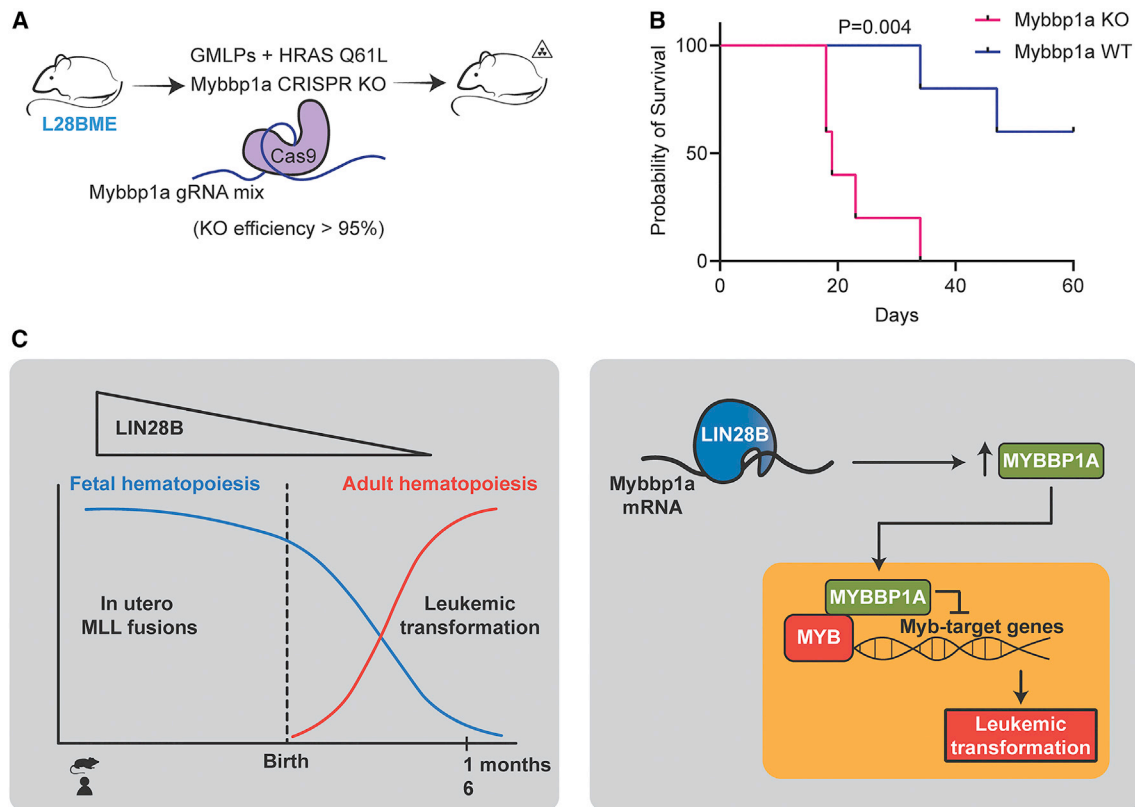 A
GMLPs + HRAS Q61L
Mybbp1a CRISPR KO
L28BME
Cas9
Mybbp1a gRNA mix
(KO efficiency > 95%)
B
P=0.004
Mybbp1a KO
Mybbp1a WT
100
50
0
Probability of Survival
0 20 40 60
Days
C
LIN28B
Fetal hematopoiesis
Adult hematopoiesis
In utero
MLL fusions
Leukemic
transformation
Birth
1 months
6
LIN28B
Mybbp1a
mRNA
MYBBP1A
MYBBP1A
MYB
Myb-target genes
Leukemic
transformation